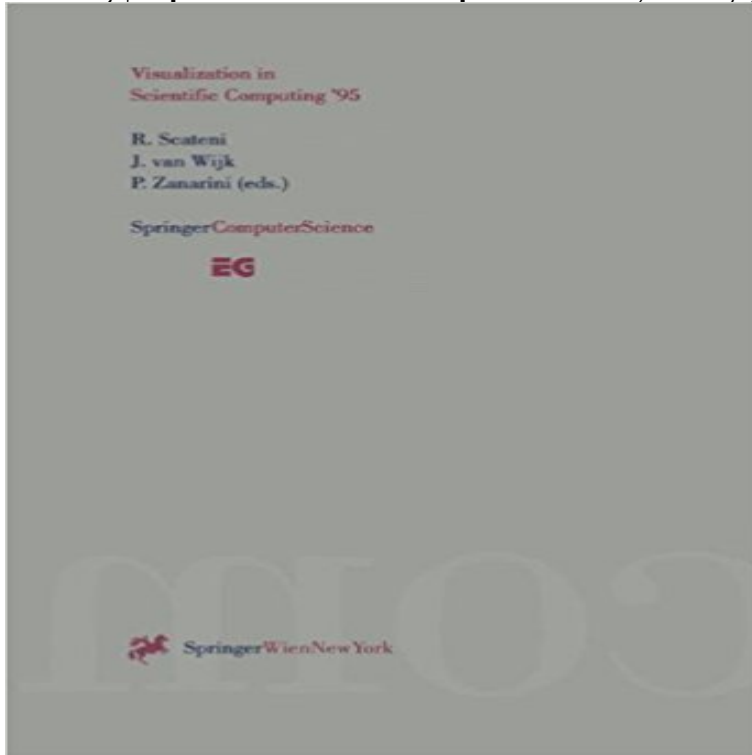 Visualization in
Scientific Computing '95
R. Scateni
J. van Wijk
P. Zanarini (eds.)
SpringerComputerScience
EG
SpringerWienNewYork